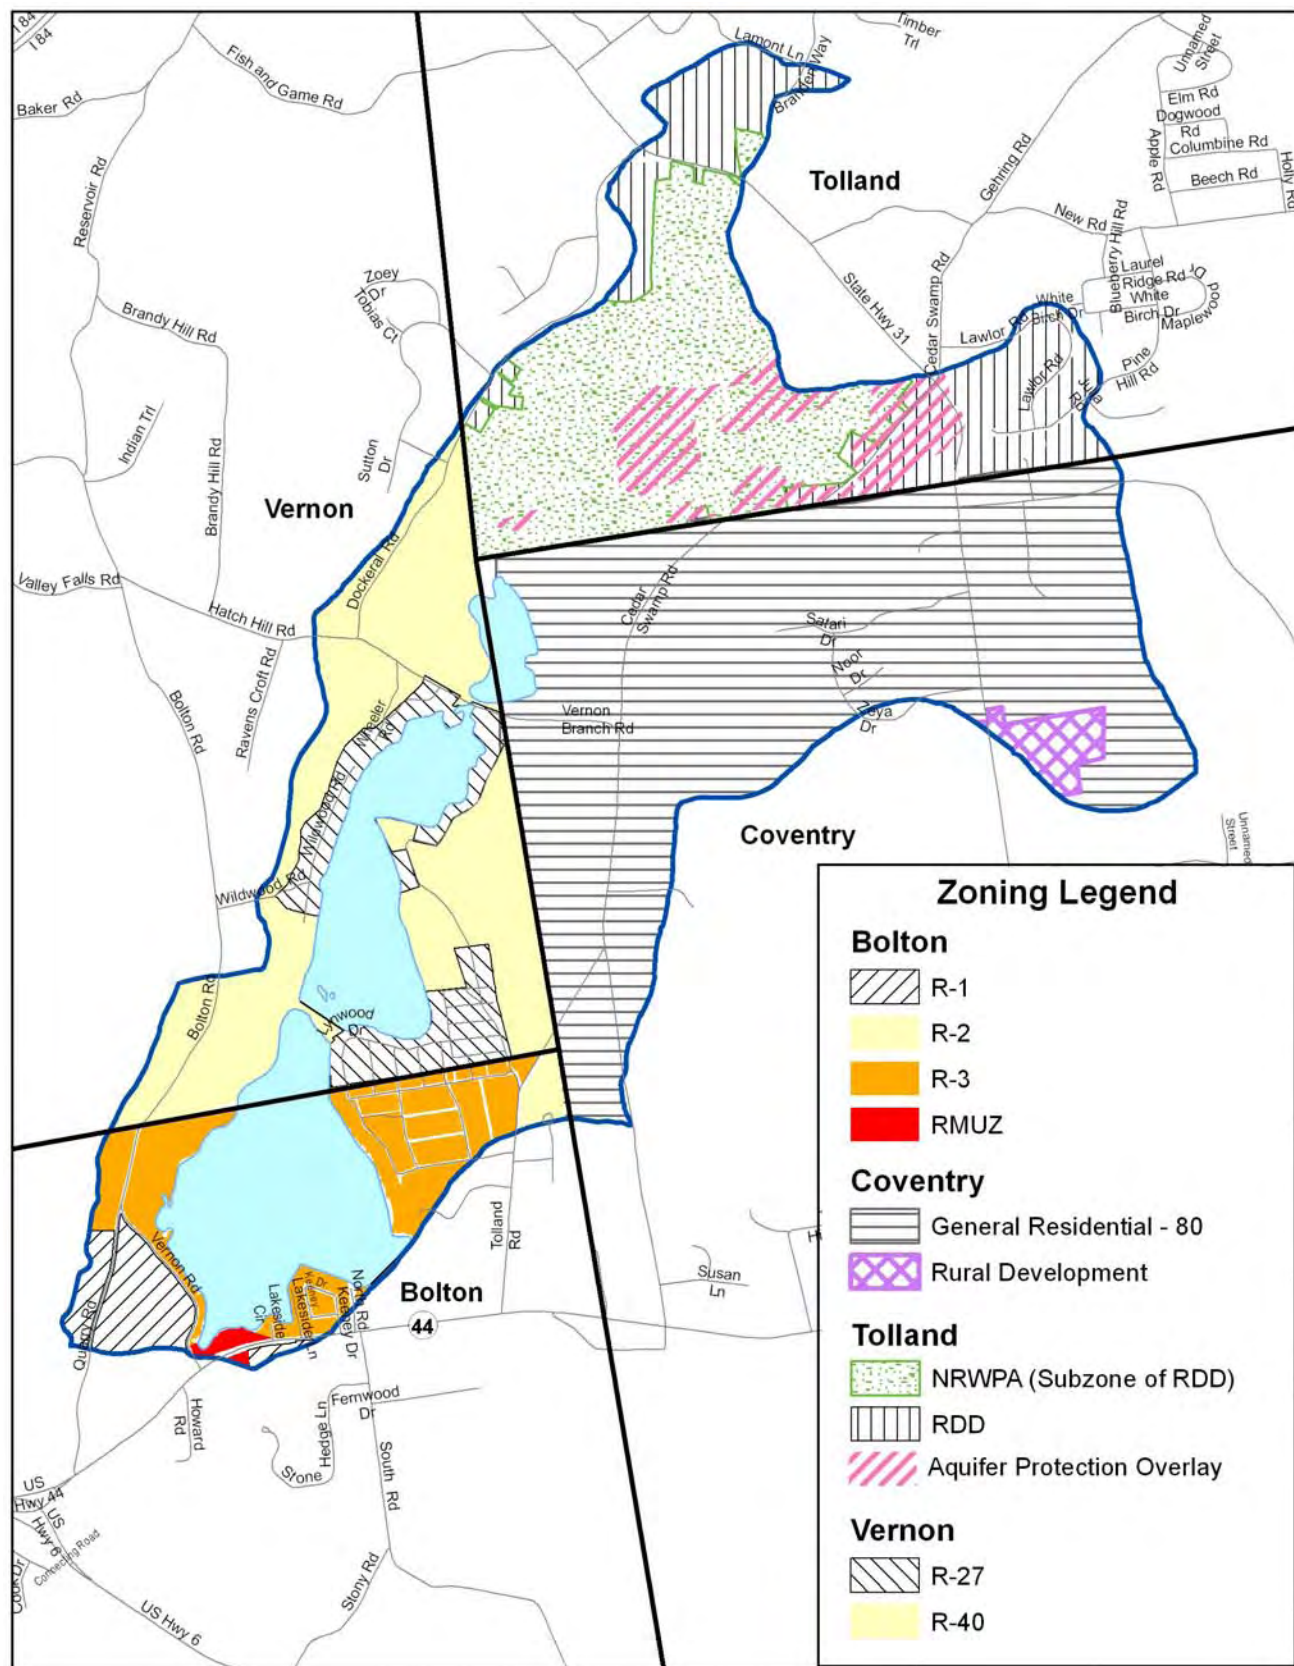 I 84
I 84
Fish and Game Rd
Baker Rd
Reservoir Rd
Lamont Ln
Branden Way
Timber
Trl
Unnamed
Street
Elm Rd
Dogwood
Rd
Columbine Rd
Apple Rd
Beech Rd
Holly Rd
Tolland
Gehring Rd
New Rd
Blueberry Hill Rd
Laurel
Ridge Rd
White
Birch Dr
Maplewood Dr
White
Birch Dr
Lawlor Rd
Lawlor Rd
Pine
Hill Rd
Julia
Rd
State Hwy 31
Cedar Swamp Rd
Zoey
Dr
Tobias Ct
Brandy Hill Rd
Indian Trl
Brandy Hill Rd
Sutton
Dr
Vernon
Dockeral Rd
Valley Falls Rd
Hatch Hill Rd
Ravens Croft Rd
Bolton Rd
Wheeler
Rd
Wildwood Rd
Wildwood Rd
Bolton Rd
Lynwood
Dr
Cedar
Swamp Rd
Safari
Dr
Noor
Dr
Zeya
Dr
Vernon
Branch Rd
Coventry
Unnamed
Street
Vernon Rd
Quarry Rd
Lakeside
Cir
Lakeside Ln
Keeney
Dr
Keeney Dr
North Rd
Tolland
Rd
Bolton
44
Susan
Ln
H
Howard
Rd
Fernwood
Dr
Hedge Ln
Stone
South Rd
Stony Rd
US
Hwy 44
US
Hwy 6
Connecting Road
Cook Dr
US Hwy 6
Zoning Legend
Bolton
R-1
R-2
R-3
RMUZ
Coventry
General Residential - 80
Rural Development
Tolland
NRWPA (Subzone of RDD)
RDD
Aquifer Protection Overlay
Vernon
R-27
R-40